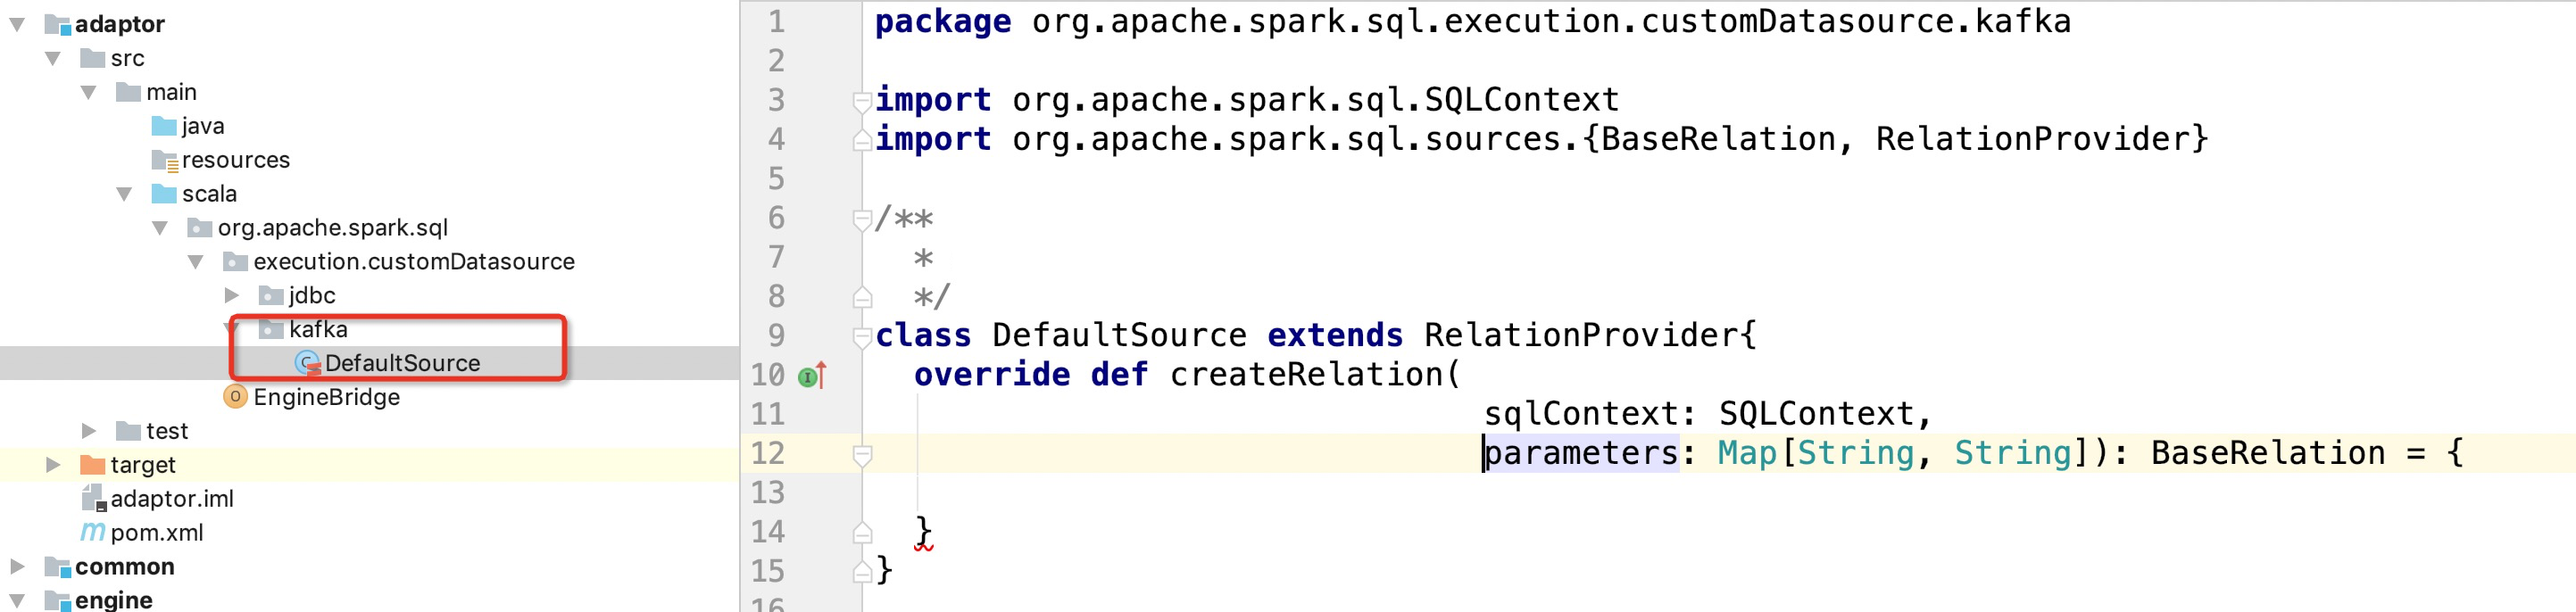 adaptor
src
main
java
resources
scala
org.apache.spark.sql
execution.customDatasource
jdbc
kafka
DefaultSource
EngineBridge
test
target
adaptor.iml
pom.xml
common
engine
1 package org.apache.spark.sql.execution.customDatasource.kafka
2
3 import org.apache.spark.sql.SQLContext
4 import org.apache.spark.sql.sources.{BaseRelation, RelationProvider}
5
6 /**
7 *
8 */
9 class DefaultSource extends RelationProvider{
10 override def createRelation(
11 sqlContext: SQLContext,
12 parameters: Map[String, String]): BaseRelation = {
13
14 }
15 }
16